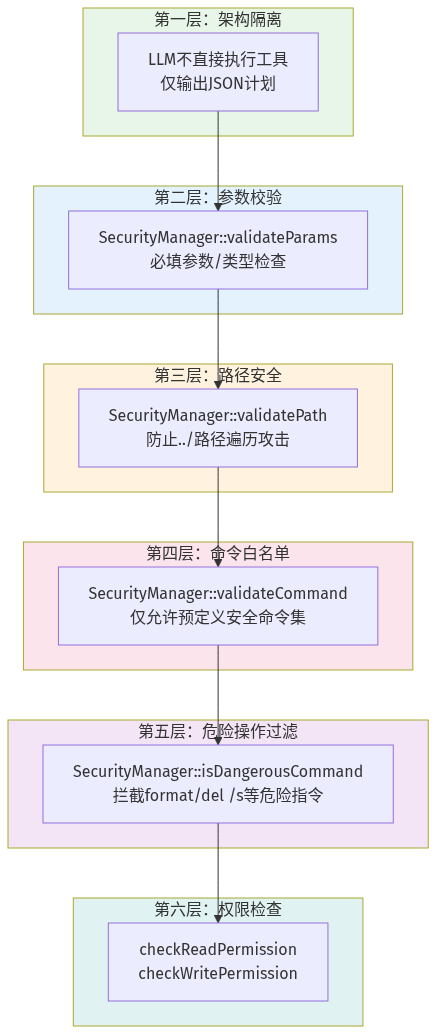 第一层：架构隔离
LLM不直接执行工具
仅输出JSON计划
第二层：参数校验
SecurityManager::validateParams
必填参数/类型检查
第三层：路径安全
SecurityManager::validatePath
防止../路径遍历攻击
第四层：命令白名单
SecurityManager::validateCommand
仅允许预定义安全命令集
第五层：危险操作过滤
SecurityManager::isDangerousCommand
拦截format/del /s等危险指令
第六层：权限检查
checkReadPermission
checkWritePermission